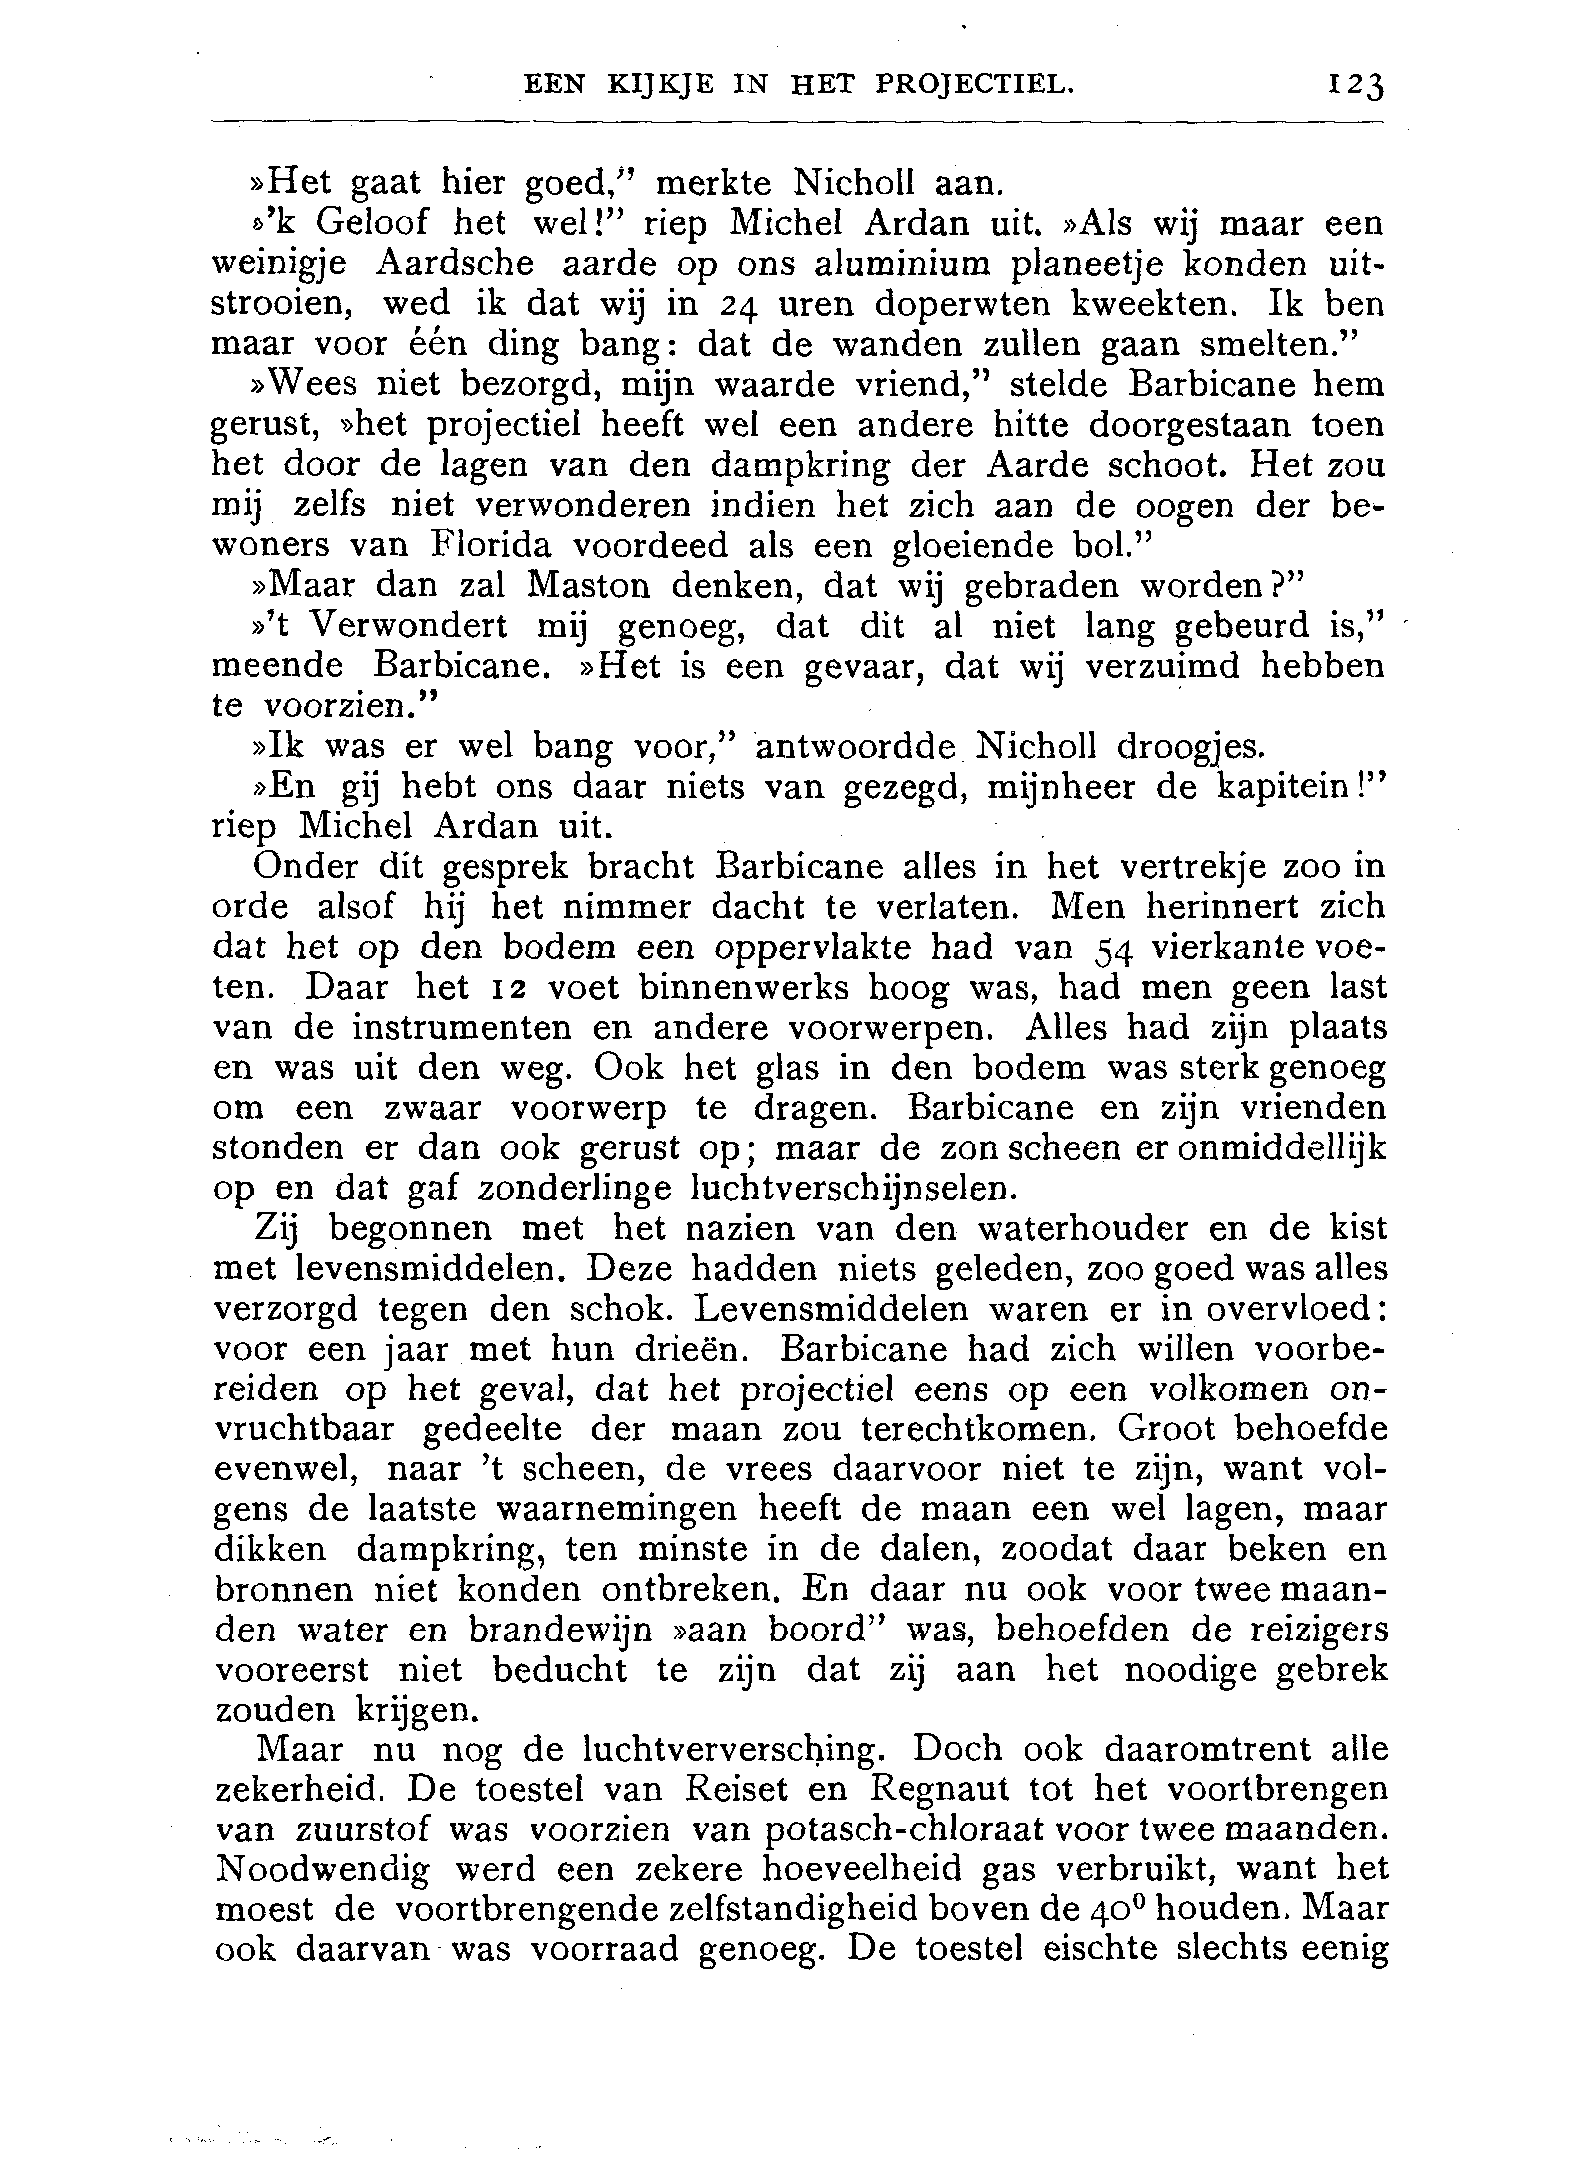 EEN KIJKJE IN HET PROJECTIEL. 123
»Het gaat hier goed,” merkte Nicholl aan.
»’k Geloof het wel!” riep Michel Ardan uit. »Als wij maar een
weinigje Aardsche aarde op ons aluminium planeetje konden uit-
strooien, wed ik dat wij in 24 uren doperwten kweekten. Ik ben
maar voor één ding bang: dat de wanden zullen gaan smelten.”
»Wees niet bezorgd, mijn waarde vriend,” stelde Barbicane hem
gerust, »het projectiel heeft wel een andere hitte doorgestaan toen
het door de lagen van den dampkring der Aarde schoot. Het zou
mij zelfs niet verwonderen indien het zich aan de oogen der be-
woners van Florida voordeed als een gloeiende bol.”
»Maar dan zal Maston denken, dat wij gebraden worden?”
»’t Verwondert mij genoeg, dat dit al niet lang gebeurd is,”
meende Barbicane. »Het is een gevaar, dat wij verzuimd hebben
te voorzien.”
»Ik was er wel bang voor,” antwoordde Nicholl droogjes.
»En gij hebt ons daar niets van gezegd, mijnheer de kapitein!”
riep Michel Ardan uit.
Onder dit gesprek bracht Barbicane alles in het vertrekje zoo in
orde alsof hij het nimmer dacht te verlaten. Men herinnert zich
dat het op den bodem een oppervlakte had van 54 vierkante voe-
ten. Daar het 12 voet binnenwerks hoog was, had men geen last
van de instrumenten en andere voorwerpen. Alles had zijn plaats
en was uit den weg. Ook het glas in den bodem was sterk genoeg
om een zwaar voorwerp te dragen. Barbicane en zijn vrienden
stonden er dan ook gerust op; maar de zon scheen er onmiddellijk
op en dat gaf zonderlinge luchtverschijnselen.
Zij begonnen met het nazien van den waterhouder en de kist
met levensmiddelen. Deze hadden niets geleden, zoo goed was alles
verzorgd tegen den schok. Levensmiddelen waren er in overvloed:
voor een jaar met hun drieën. Barbicane had zich willen voorbe-
reiden op het geval, dat het projectiel eens op een volkomen on-
vruchtbaar gedeelte der maan zou terechtkomen. Groot behoefde
evenwel, naar ’t scheen, de vrees daarvoor niet te zijn, want vol-
gens de laatste waarnemingen heeft de maan een wel lagen, maar
dikken dampkring, ten minste in de dalen, zoodat daar beken en
bronnen niet konden ontbreken. En daar nu ook voor twee maan-
den water en brandewijn »aan boord” was, behoefden de reizigers
vooreerst niet beducht te zijn dat zij aan het noodige gebrek
zouden krijgen.
Maar nu nog de luchtverversching. Doch ook daaromtrent alle
zekerheid. De toestel van Reiset en Regnaut tot het voortbrengen
van zuurstof was voorzien van potasch-chloraat voor twee maanden.
Noodwendig werd een zekere hoeveelheid gas verbruikt, want het
moest de voortbrengende zelfstandigheid boven de 40⁰ houden. Maar
ook daarvan was voorraad genoeg. De toestel eischte slechts eenig